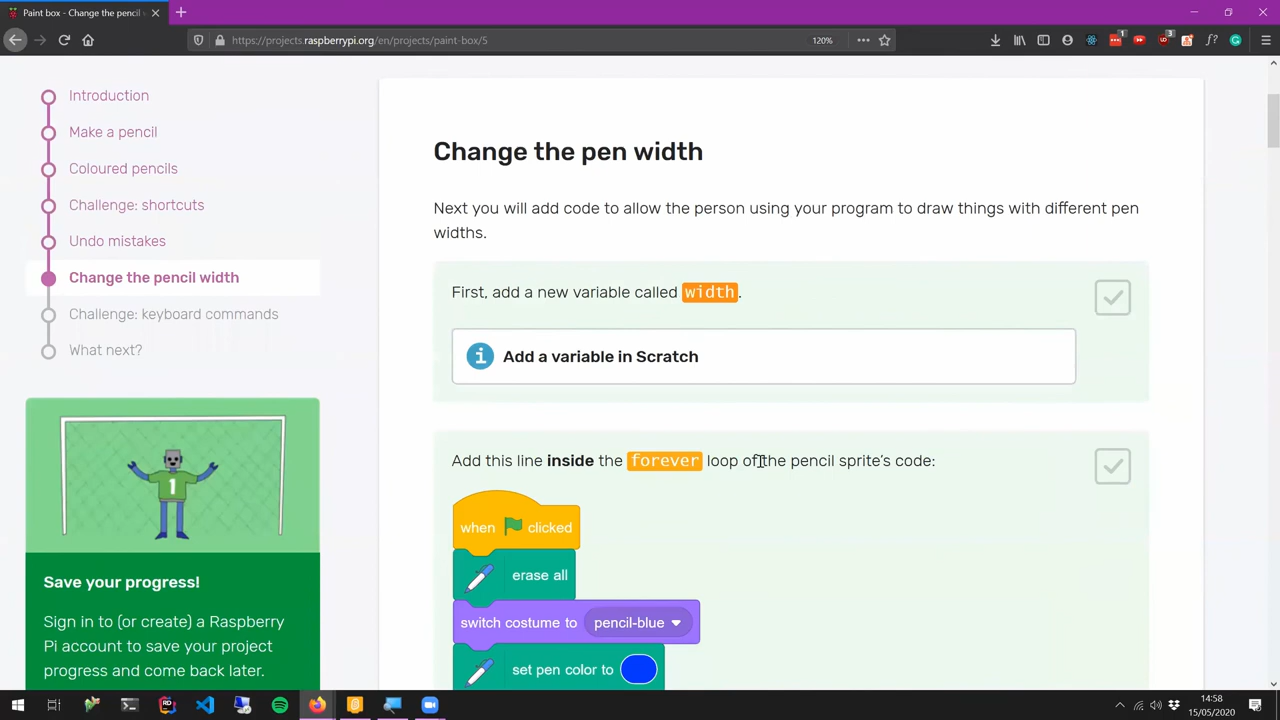 Paint box - Change the pencil
https://projects.raspberrypi.org/en/projects/paint-box/5
120%
1
3
Introduction
Make a pencil
Coloured pencils
Challenge: shortcuts
Undo mistakes
Change the pencil width
Challenge: keyboard commands
What next?
1
Save your progress!
Sign in to (or create) a Raspberry
Pi account to save your project
progress and come back later.
Change the pen width
Next you will add code to allow the person using your program to draw things with different pen
widths.
First, add a new variable called width.
i Add a variable in Scratch
Add this line inside the forever loop of the pencil sprite's code:
when clicked
erase all
switch costume to pencil-blue
set pen color to
14:58
15/05/2020